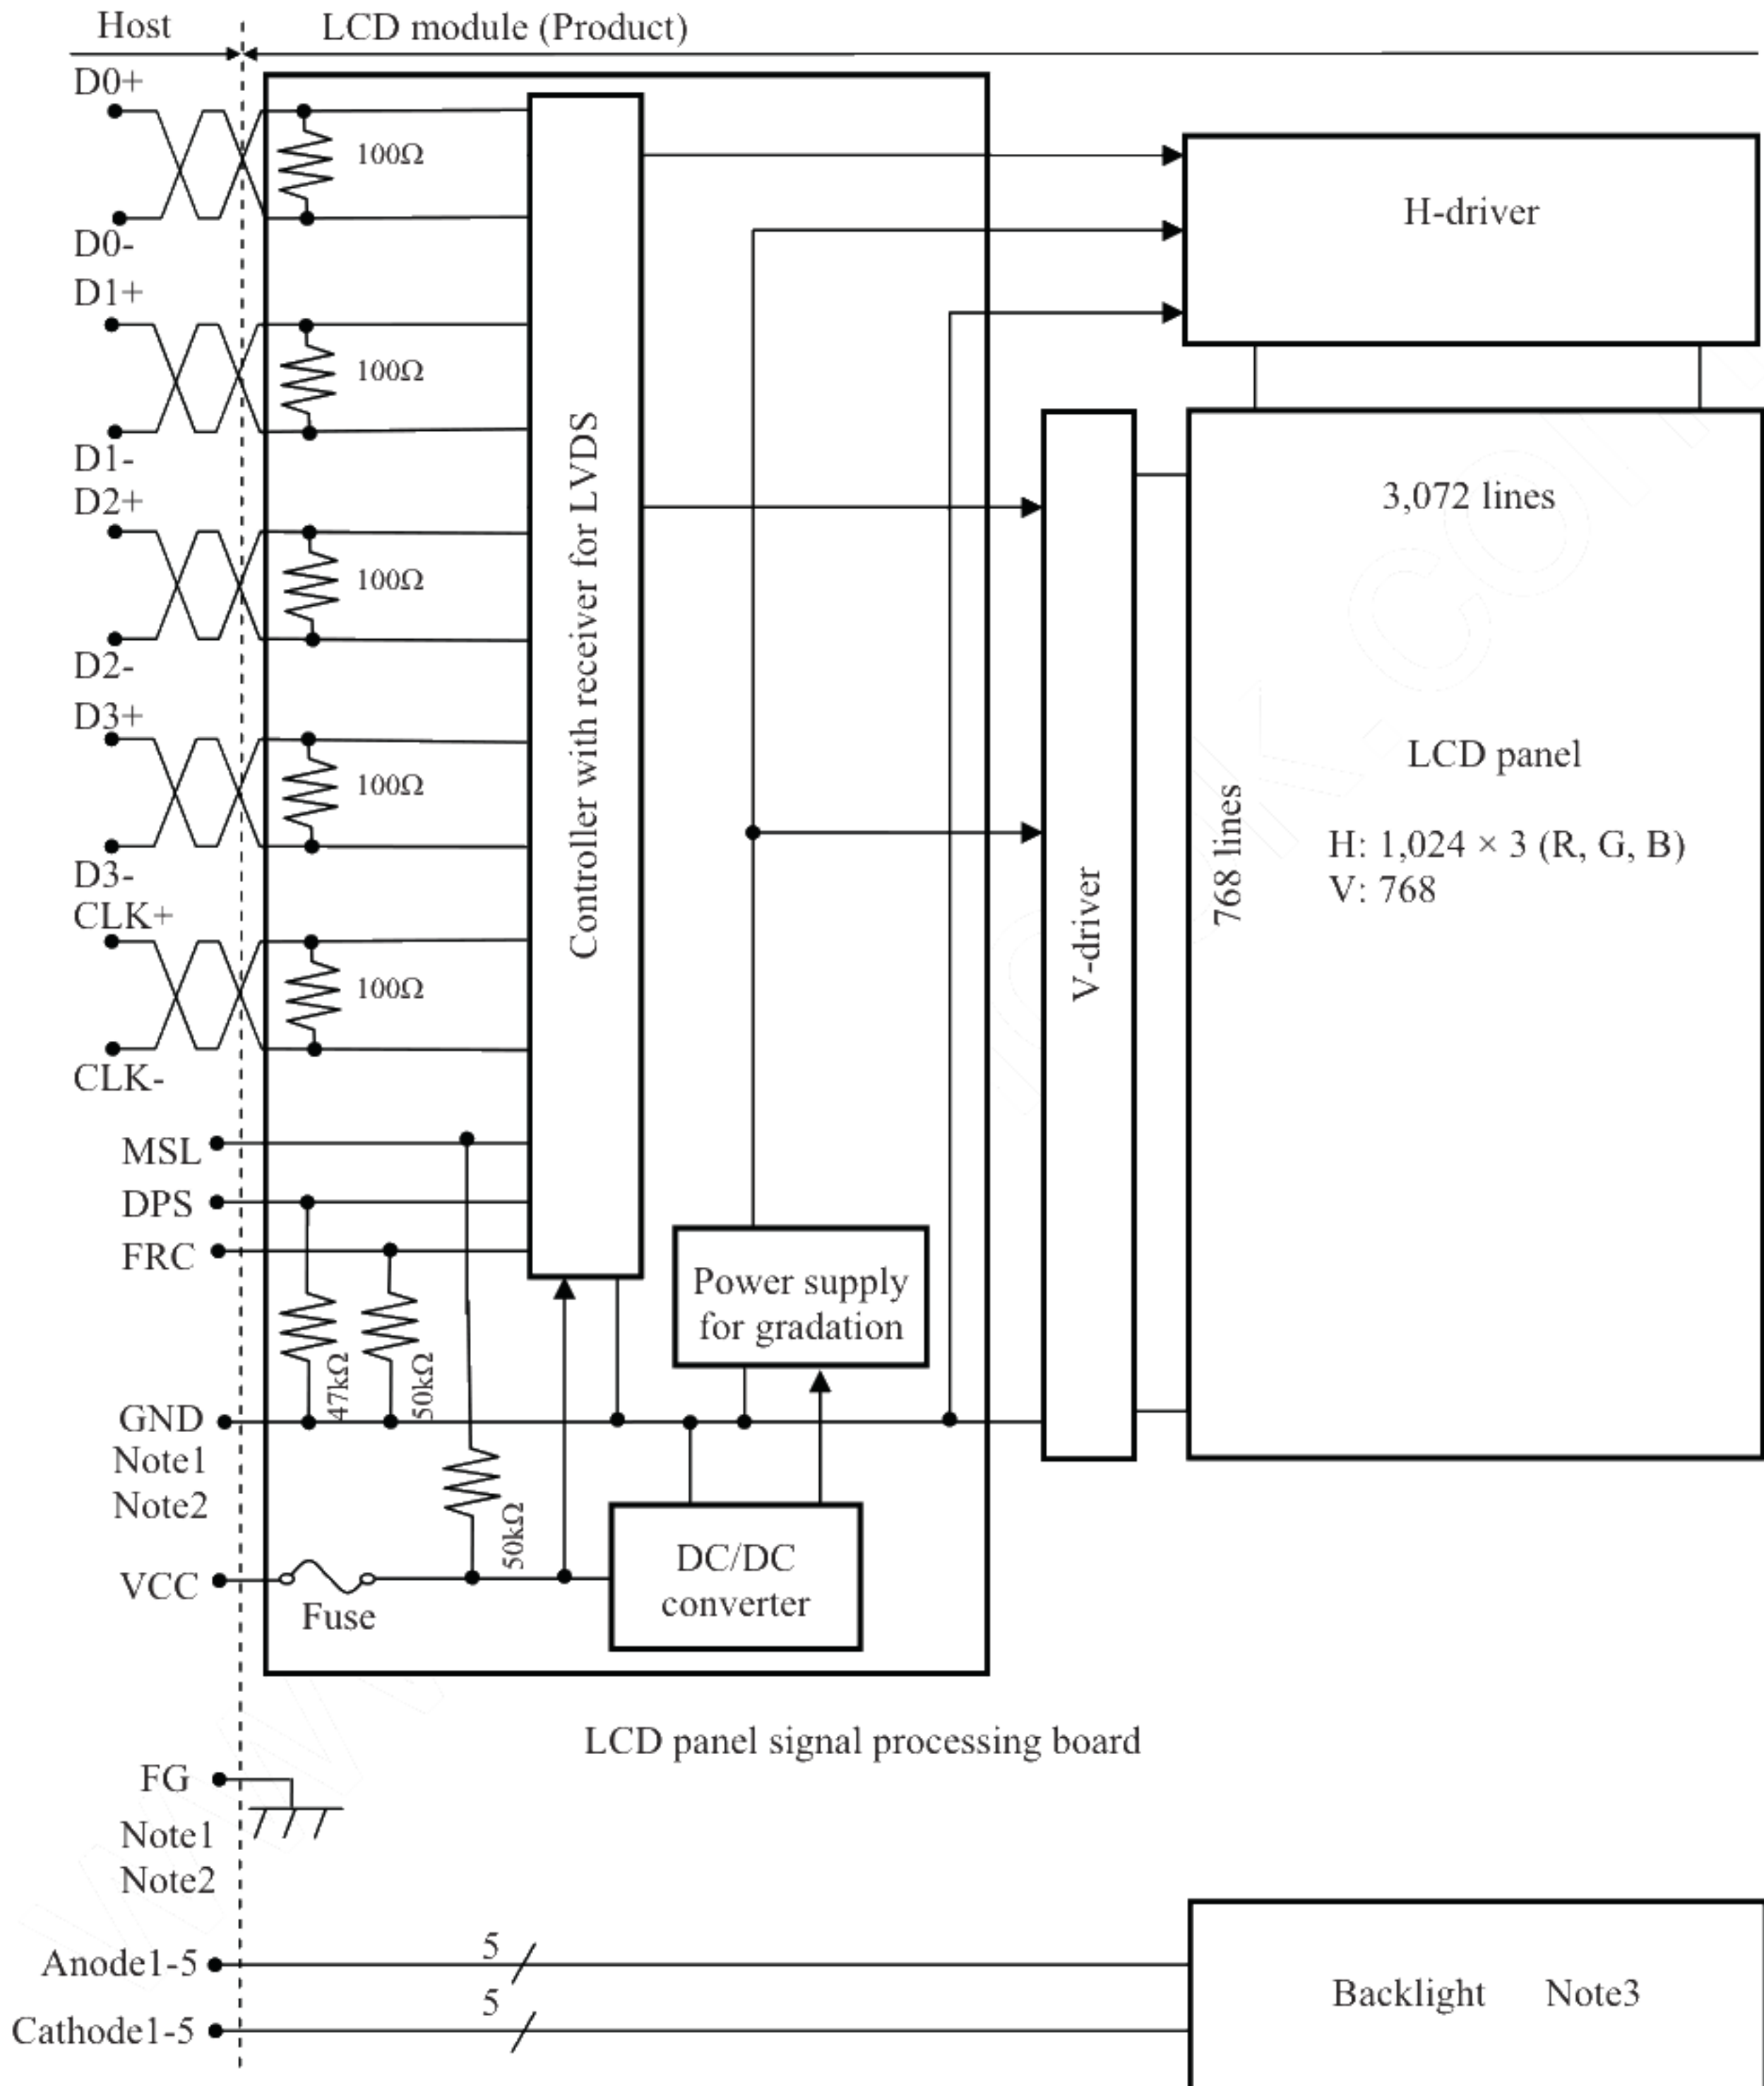 Host
LCD module (Product)
D0+
100Ω
D0-
D1+
100Ω
D1-
D2+
100Ω
D2-
D3+
100Ω
D3-
CLK+
100Ω
CLK-
MSL
DPS
FRC
47kΩ
50kΩ
GND
Note1
Note2
50kΩ
VCC
Fuse
Controller with receiver for LVDS
Power supply
for gradation
DC/DC
converter
H-driver
V-driver
3,072 lines
768 lines
LCD panel
H: 1,024 × 3 (R, G, B)
V: 768
LCD panel signal processing board
FG
Note1
Note2
Anode1-5
5
Cathode1-5
5
Backlight Note3